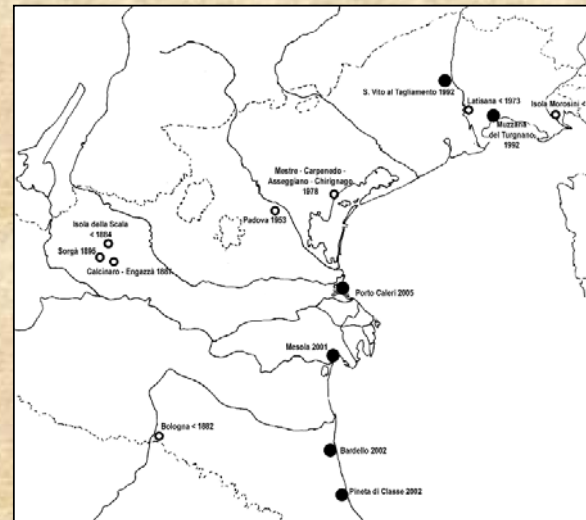 S. Vito al Tagliamento 1992
Latisana < 1973
Isola Morosini <
Muzzana
del Turgnano
1992
Mestre - Carpenedo -
Asseggiano - Chirignago
1978
Padova 1953
Isola della Scala
< 1884
Sorgà 1895
Calcinaro - Engazzà 1881
Porto Caleri 2005
Mesola 2001
Bologna < 1882
Bardello 2002
Pineta di Classe 2002